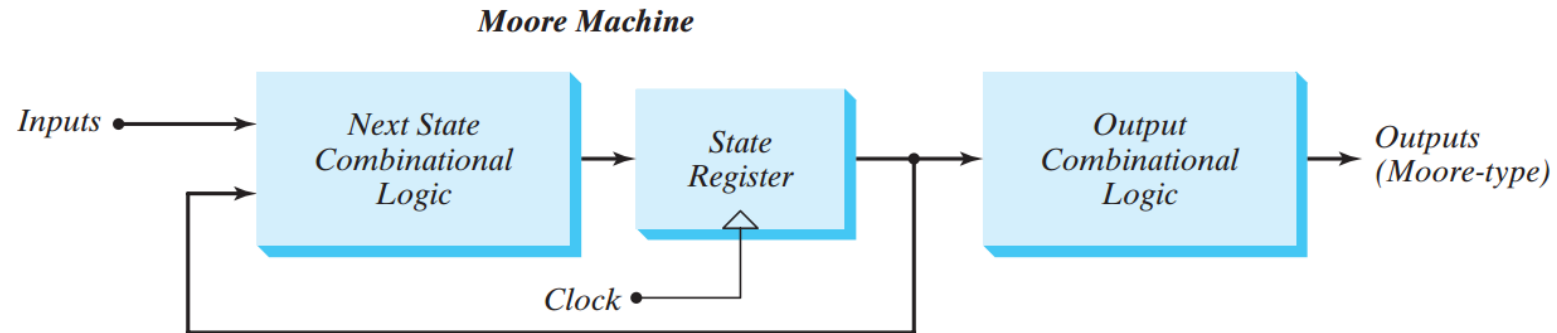 Moore Machine
Inputs
Next State
Combinational
Logic
State
Register
Clock
Output
Combinational
Logic
Outputs
(Moore-type)